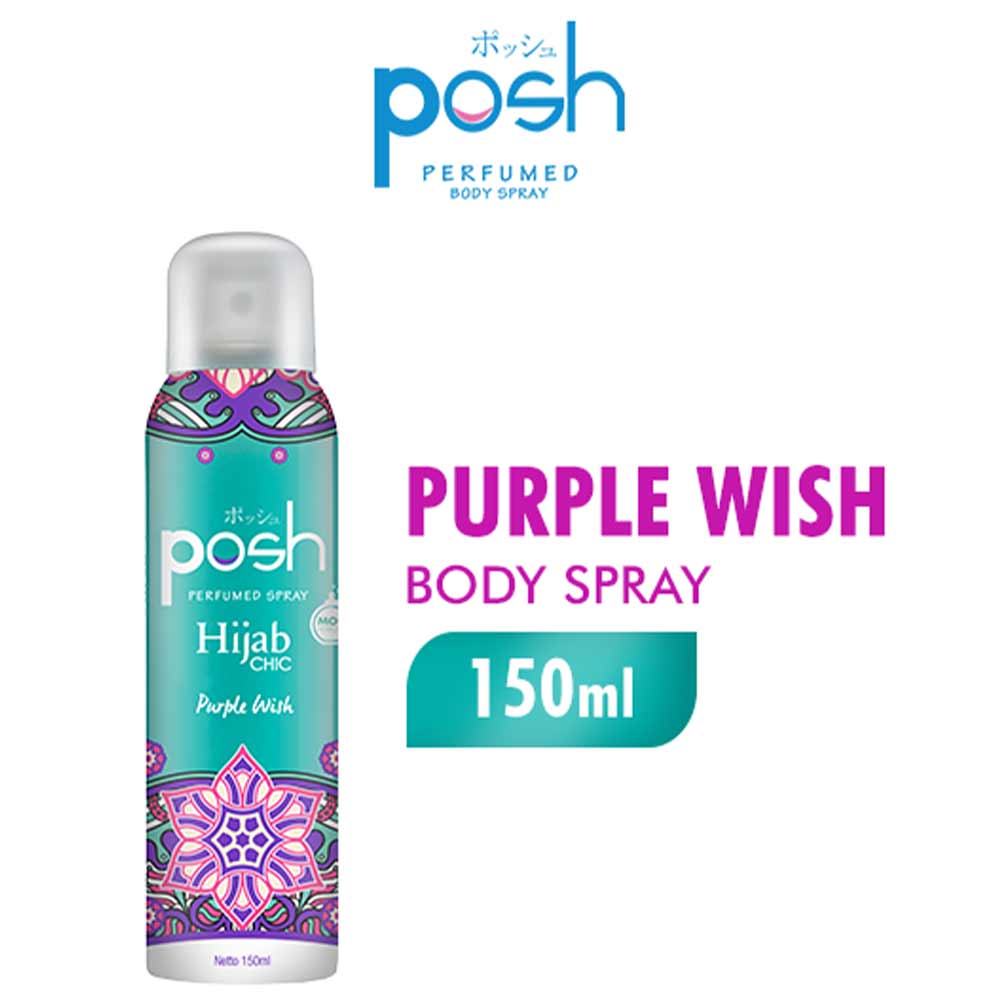 ポッシュ
posh
PERFUMED
BODY SPRAY
ポッシュ
posh
PERFUMED SPRAY
Hijab
CHIC
Purple Wish
Netto 150ml
PURPLE WISH
BODY SPRAY
150ml